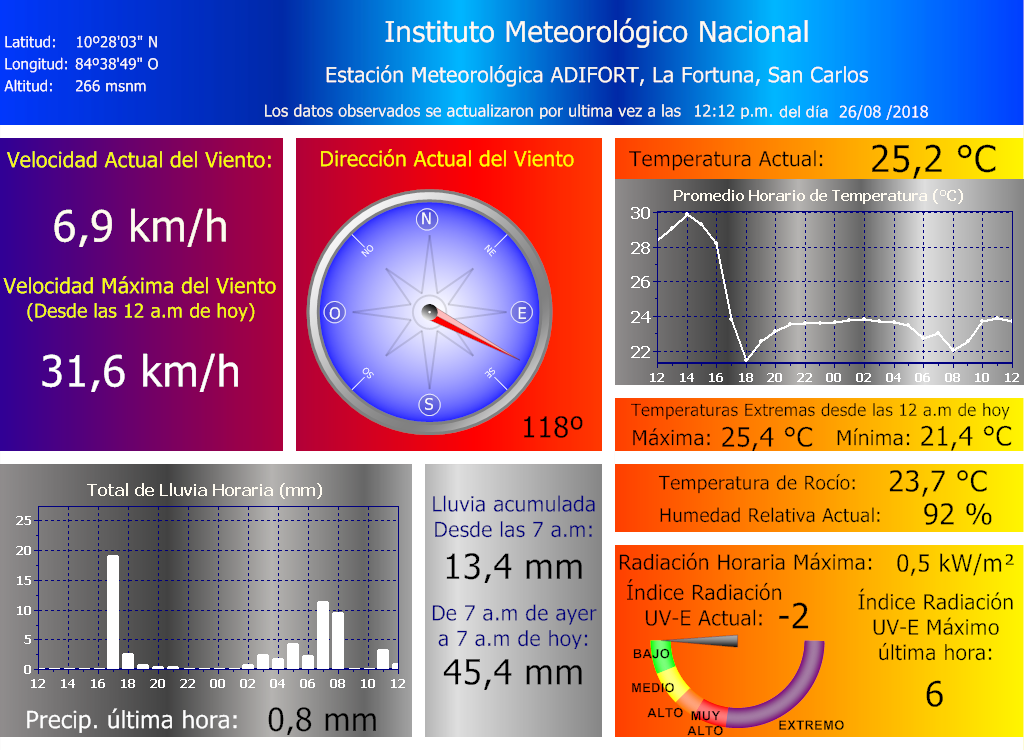 Instituto Meteorológico Nacional
Latitud: 10º28'03" N
Longitud: 84º38'49" O
Altitud: 266 msnm
Estación Meteorológica ADIFORT, La Fortuna, San Carlos
Los datos observados se actualizaron por ultima vez a las 12:12 p.m. del día 26/08 /2018
Velocidad Actual del Viento:
6,9 km/h
Velocidad Máxima del Viento
(Desde las 12 a.m de hoy)
31,6 km/h
Dirección Actual del Viento
N
NO
NE
O
E
SO
SE
S
118º
Temperatura Actual: 25,2 °C
Promedio Horario de Temperatura (°C)
30
28
26
24
22
12 14 16 18 20 22 00 02 04 06 08 10 12
Temperaturas Extremas desde las 12 a.m de hoy
Máxima: 25,4 °C Mínima: 21,4 °C
Total de Lluvia Horaria (mm)
25
20
15
10
5
0
12 14 16 18 20 22 00 02 04 06 08 10 12
Precip. última hora: 0,8 mm
Lluvia acumulada
Desde las 7 a.m:
13,4 mm
De 7 a.m de ayer
a 7 a.m de hoy:
45,4 mm
Temperatura de Rocío: 23,7 °C
Humedad Relativa Actual: 92 %
Radiación Horaria Máxima: 0,5 kW/m²
Índice Radiación
UV-E Actual: -2
BAJO
MEDIO
ALTO
MUY
ALTO
EXTREMO
Índice Radiación
UV-E Máximo
última hora:
6